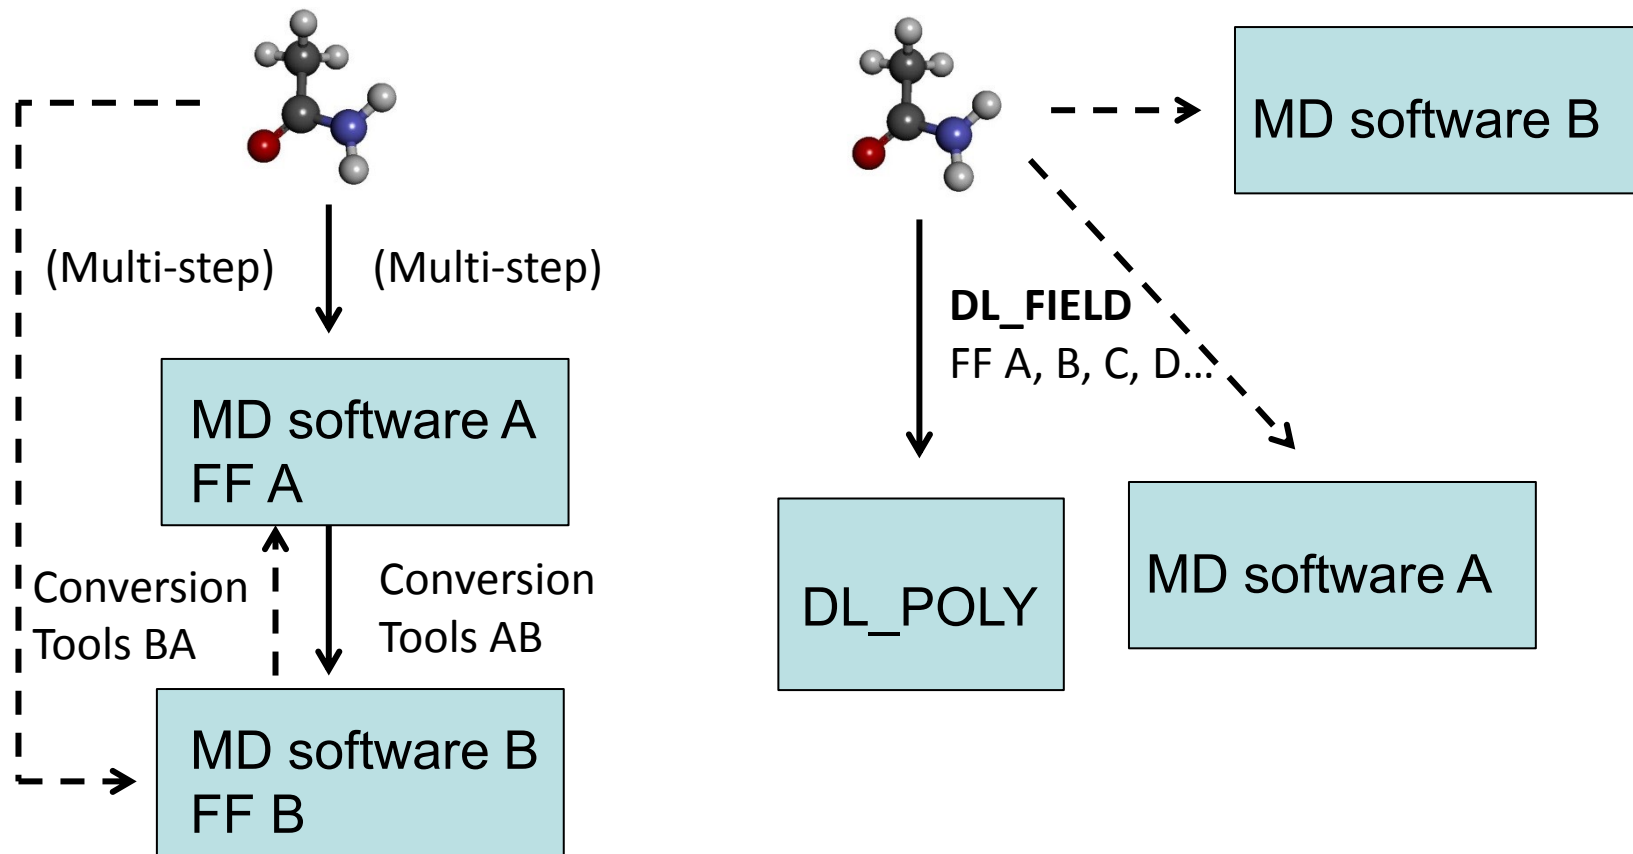 (Multi-step)
(Multi-step)
MD software A
FF A
Conversion
Tools BA
Conversion
Tools AB
MD software B
FF B
MD software B
DL_FIELD
FF A, B, C, D...
DL_POLY
MD software A